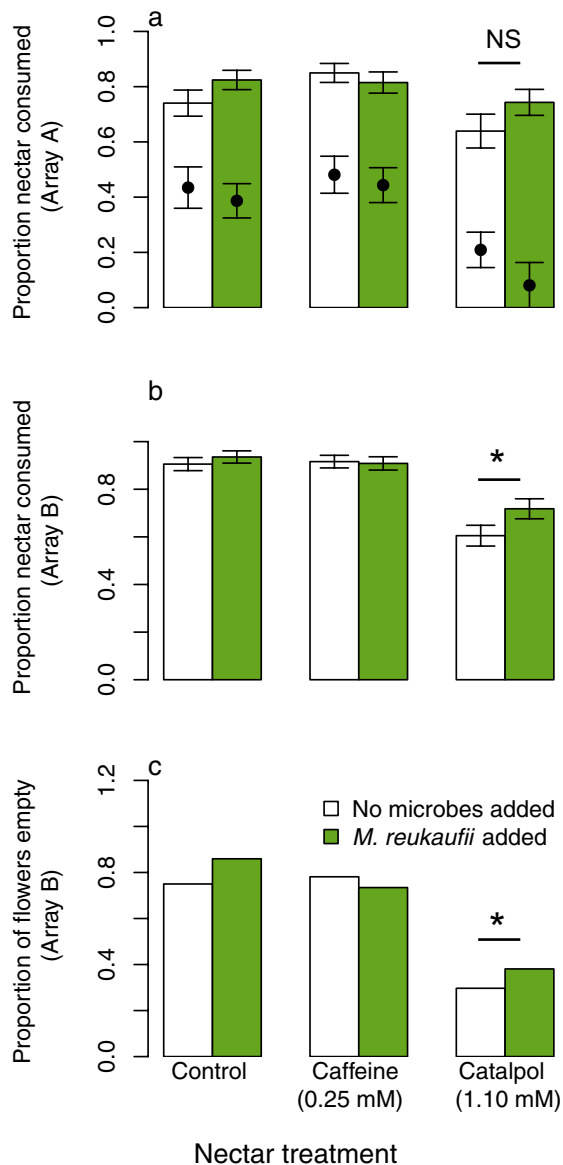 a
Proportion nectar consumed
(Array A)
0.0 0.2 0.4 0.6 0.8 1.0
NS
b
Proportion nectar consumed
(Array B)
0.0 0.4 0.8
*
c
Proportion of flowers empty
(Array B)
0.0 0.4 0.8 1.2
No microbes added
M. reukaufii added
*
Control Caffeine Catalpol
(0.25 mM) (1.10 mM)
Nectar treatment